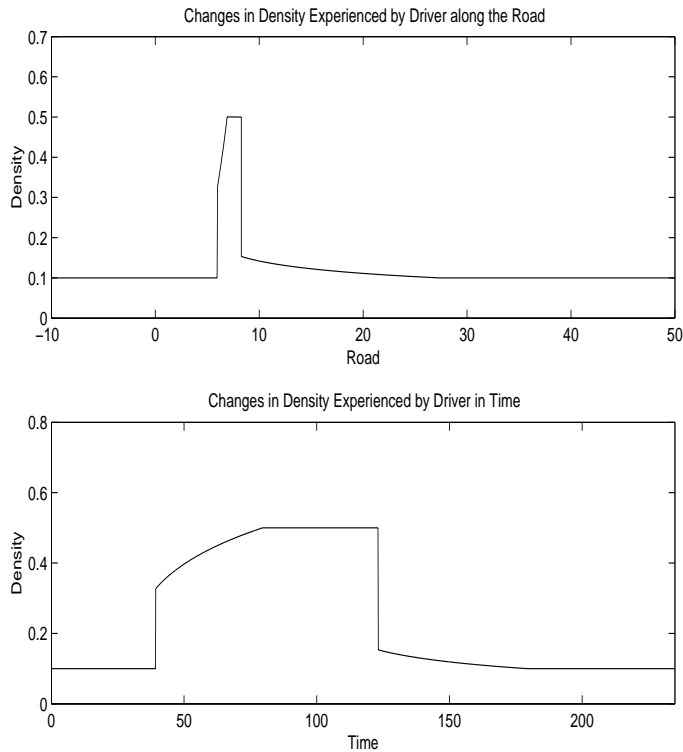 Changes in Density Experienced by Driver along the Road
0.7
0.6
0.5
0.4
0.3
0.2
0.1
0
Density
−10 0 10 20 30 40 50
Road
Changes in Density Experienced by Driver in Time
0.8
0.6
0.4
0.2
0
Density
0 50 100 150 200
Time